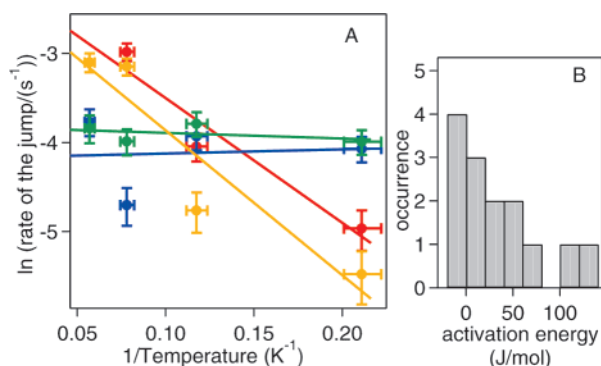 A
-3
-4
-5
ln (rate of the jump/(s⁻¹)
0.05 0.10 0.15 0.20
1/Temperature (K⁻¹)
B
5
4
3
2
1
0
occurrence
0 50 100
activation energy
(J/mol)